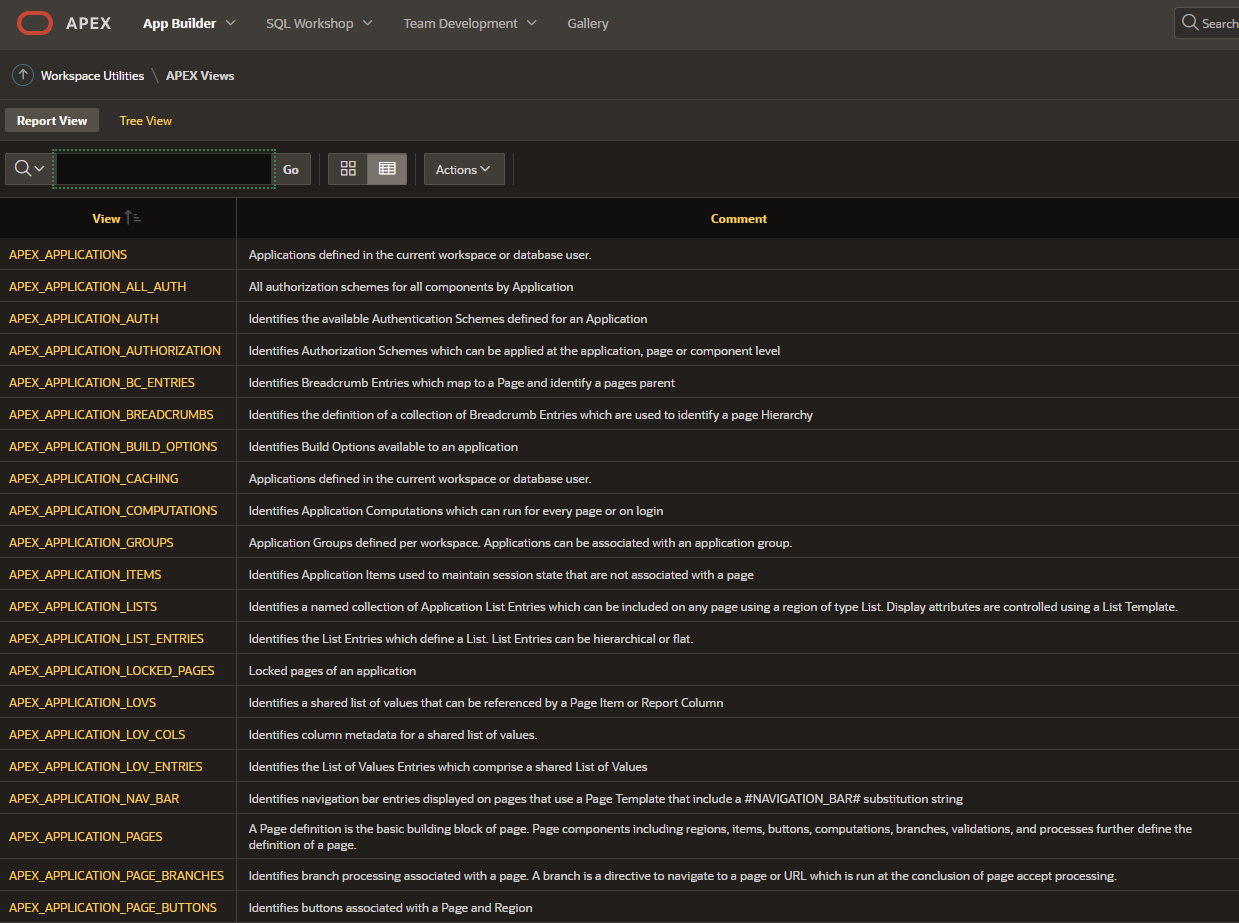 APEX App Builder SQL Workshop Team Development Gallery Search
Workspace Utilities \ APEX Views
Report View Tree View
Go Actions
View Comment
APEX_APPLICATIONS Applications defined in the current workspace or database user.
APEX_APPLICATION_ALL_AUTH All authorization schemes for all components by Application
APEX_APPLICATION_AUTH Identifies the available Authentication Schemes defined for an Application
APEX_APPLICATION_AUTHORIZATION Identifies Authorization Schemes which can be applied at the application, page or component level
APEX_APPLICATION_BC_ENTRIES Identifies Breadcrumb Entries which map to a Page and identify a pages parent
APEX_APPLICATION_BREADCRUMBS Identifies the definition of a collection of Breadcrumb Entries which are used to identify a page Hierarchy
APEX_APPLICATION_BUILD_OPTIONS Identifies Build Options available to an application
APEX_APPLICATION_CACHING Applications defined in the current workspace or database user.
APEX_APPLICATION_COMPUTATIONS Identifies Application Computations which can run for every page or on login
APEX_APPLICATION_GROUPS Application Groups defined per workspace. Applications can be associated with an application group.
APEX_APPLICATION_ITEMS Identifies Application Items used to maintain session state that are not associated with a page
APEX_APPLICATION_LISTS Identifies a named collection of Application List Entries which can be included on any page using a region of type List. Display attributes are controlled using a List Template.
APEX_APPLICATION_LIST_ENTRIES Identifies the List Entries which define a List. List Entries can be hierarchical or flat.
APEX_APPLICATION_LOCKED_PAGES Locked pages of an application
APEX_APPLICATION_LOVS Identifies a shared list of values that can be referenced by a Page Item or Report Column
APEX_APPLICATION_LOV_COLS Identifies column metadata for a shared list of values.
APEX_APPLICATION_LOV_ENTRIES Identifies the List of Values Entries which comprise a shared List of Values
APEX_APPLICATION_NAV_BAR Identifies navigation bar entries displayed on pages that use a Page Template that include a #NAVIGATION_BAR# substitution string
APEX_APPLICATION_PAGES A Page definition is the basic building block of page. Page components including regions, items, buttons, computations, branches, validations, and processes further define the
definition of a page.
APEX_APPLICATION_PAGE_BRANCHES Identifies branch processing associated with a page. A branch is a directive to navigate to a page or URL which is run at the conclusion of page accept processing.
APEX_APPLICATION_PAGE_BUTTONS Identifies buttons associated with a Page and Region